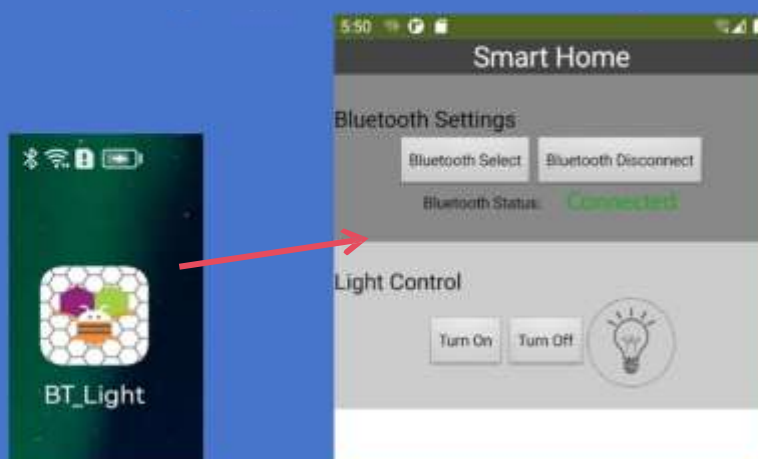 5:50
Smart Home
Bluetooth Settings
Bluetooth Select
Bluetooth Disconnect
Bluetooth Status:
Connected
BT_Light
Light Control
Turn On
Turn Off